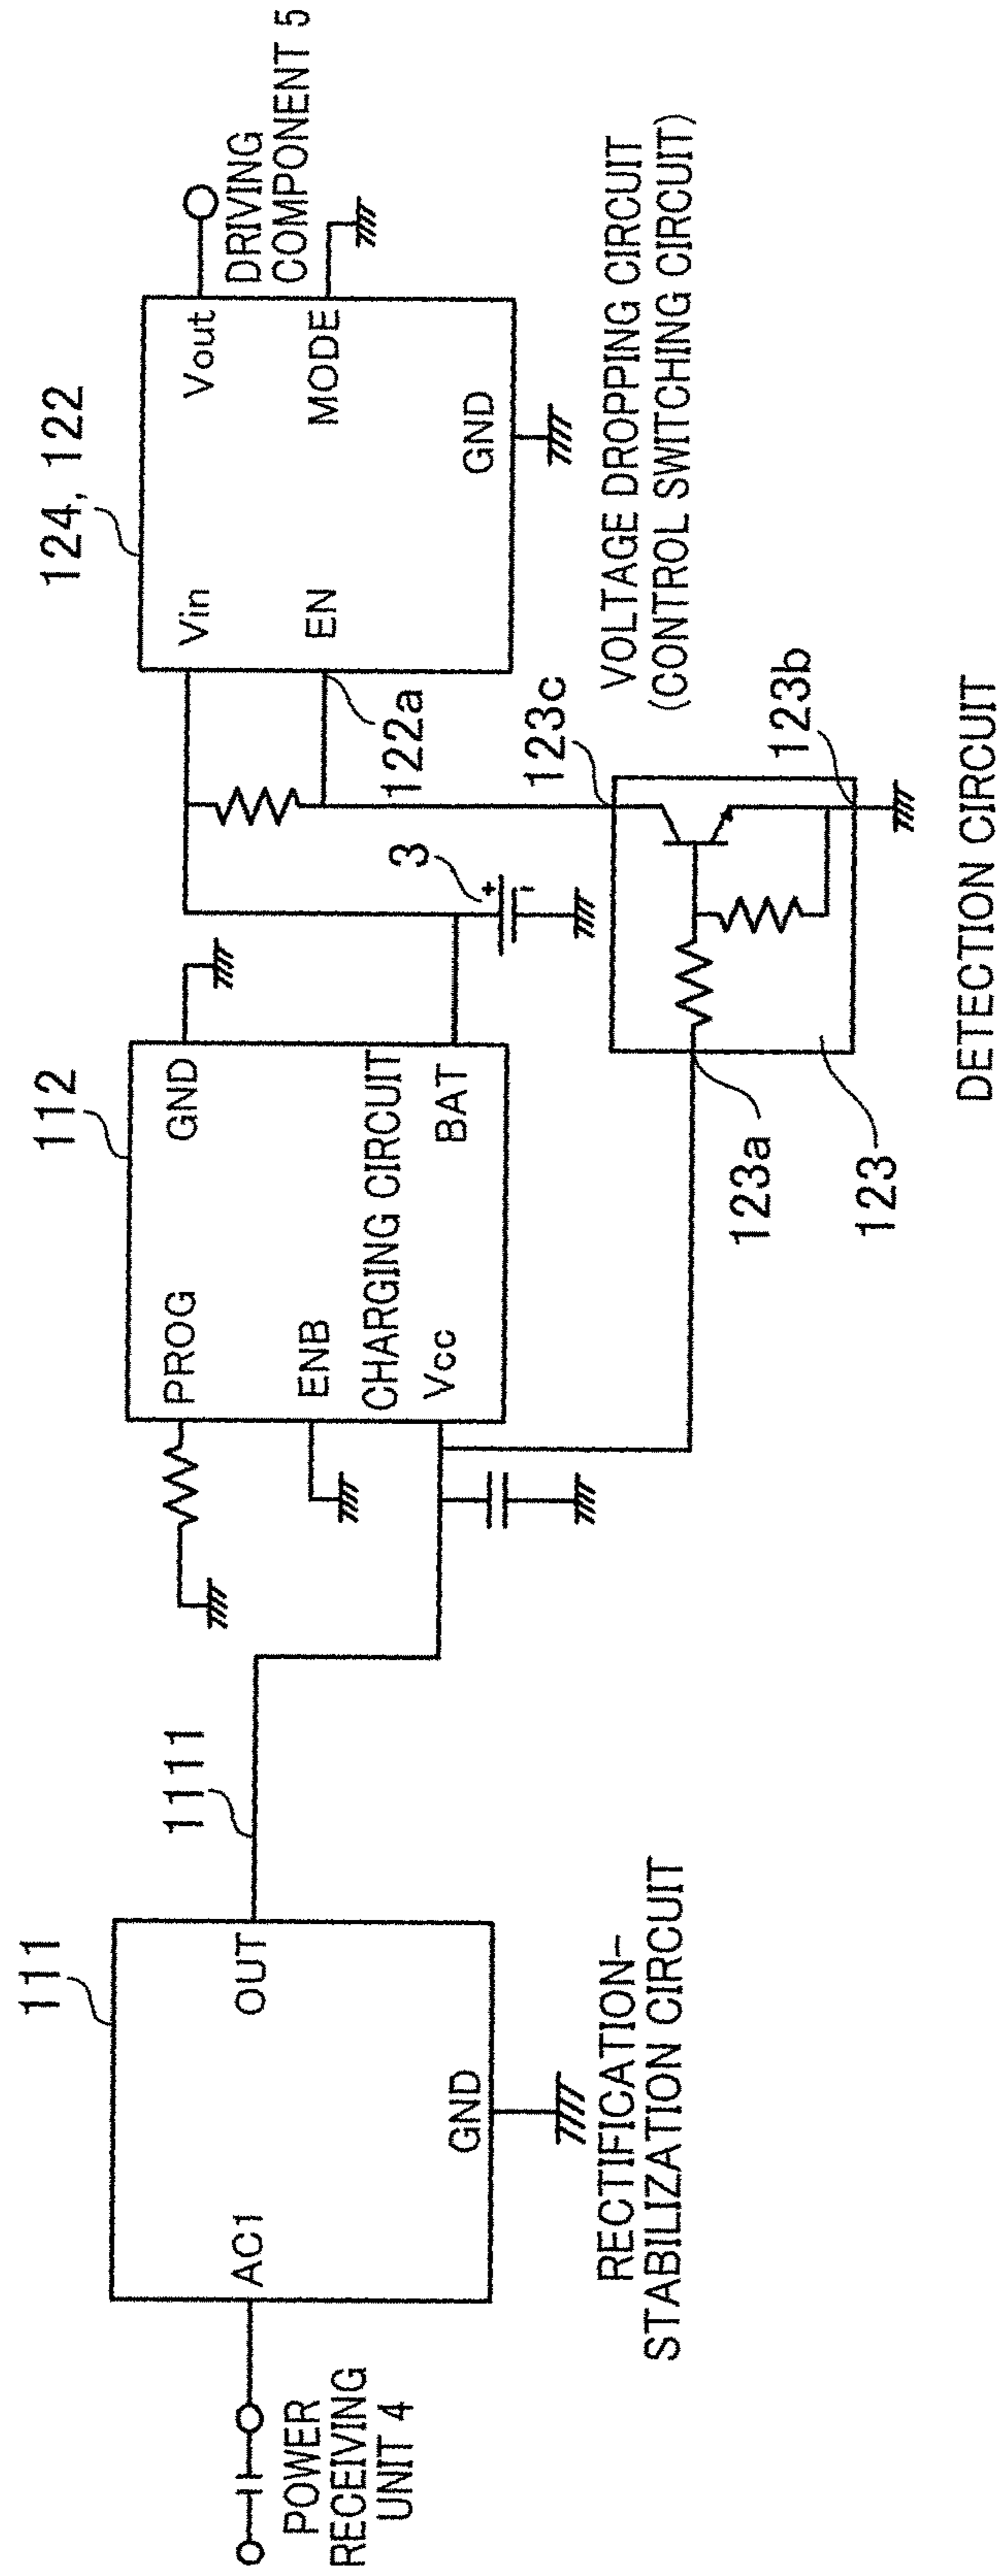 POWER
RECEIVING
UNIT 4
111
AC1
OUT
GND
RECTIFICATION-
STABILIZATION CIRCUIT
1111
112
PROG
GND
ENB
CHARGING CIRCUIT
Vcc
BAT
3
+
-
124, 122
Vin
Vout
EN
MODE
GND
DRIVING
COMPONENT 5
122a
VOLTAGE DROPPING CIRCUIT
(CONTROL SWITCHING CIRCUIT)
123c
123a
123b
123
DETECTION CIRCUIT